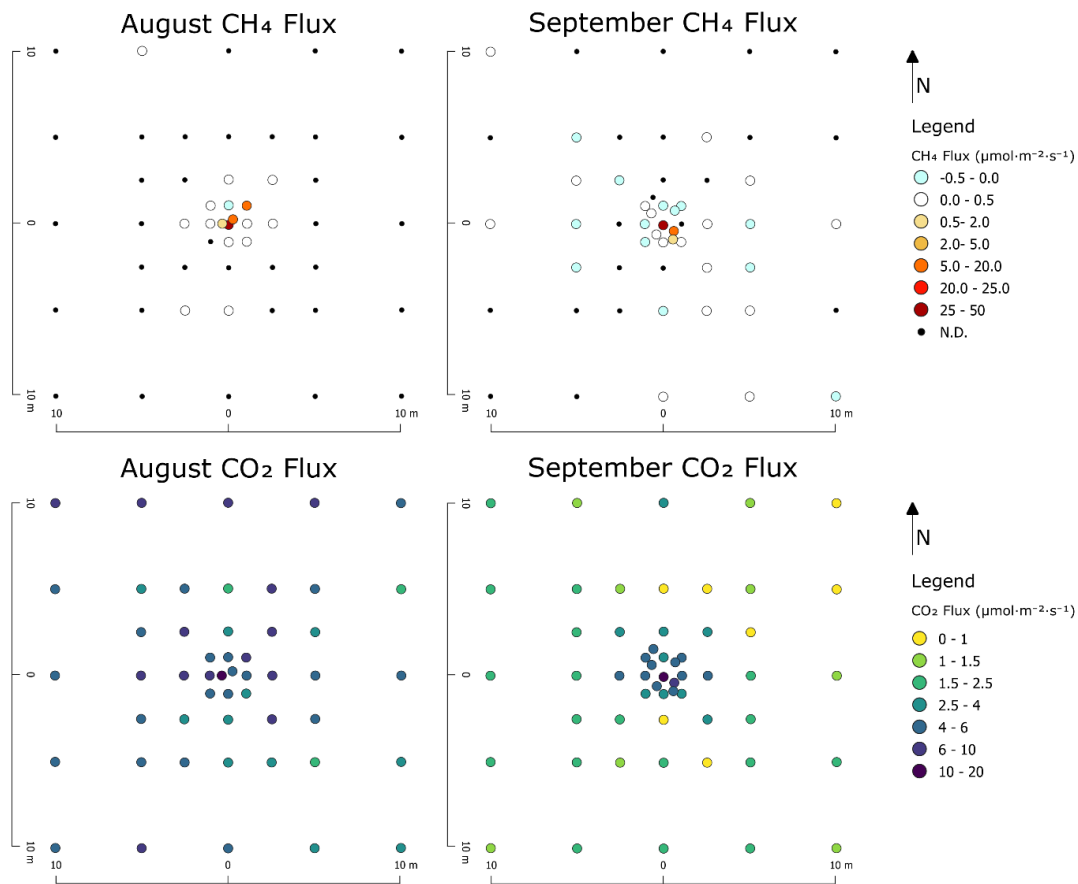 August CH₄ Flux
September CH₄ Flux
10
0
10 m
10
0
10 m
10
0
10 m
10
0
10 m
N
Legend
CH₄ Flux (µmol·m⁻²·s⁻¹)
-0.5 - 0.0
0.0 - 0.5
0.5- 2.0
2.0- 5.0
5.0 - 20.0
20.0 - 25.0
25 - 50
N.D.
August CO₂ Flux
September CO₂ Flux
10
0
10 m
10
0
10 m
10
0
10 m
10
0
10 m
N
Legend
CO₂ Flux (µmol·m⁻²·s⁻¹)
0 - 1
1 - 1.5
1.5 - 2.5
2.5 - 4
4 - 6
6 - 10
10 - 20